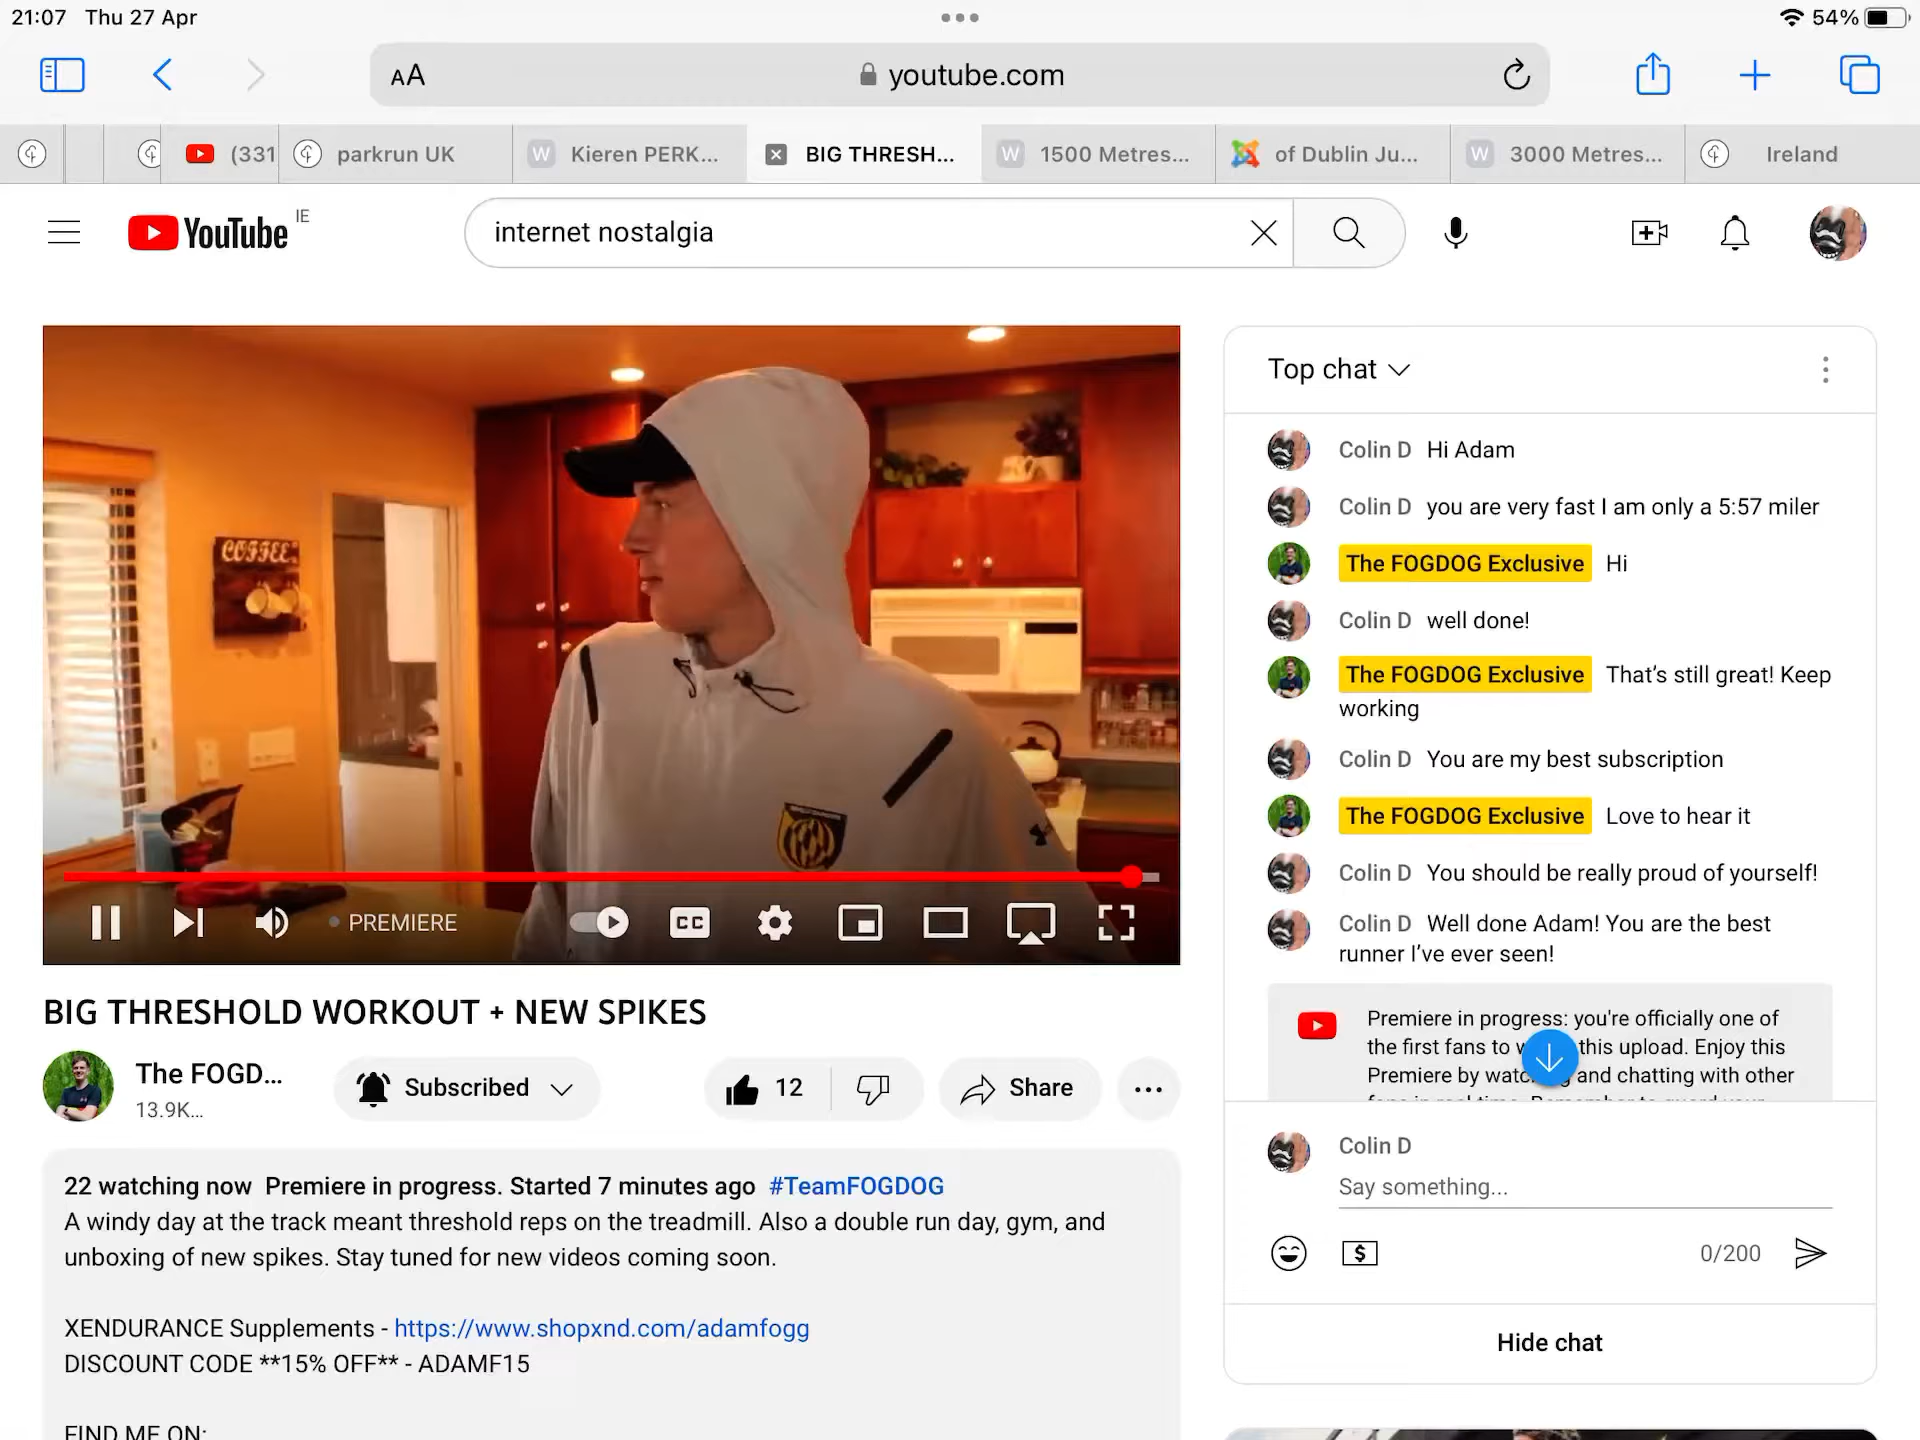 21:07 Thu 27 Apr
54%
AA
youtube.com
(331
parkrun UK
W Kieren PERK...
BIG THRESH...
W 1500 Metres...
of Dublin Ju...
W 3000 Metres...
Ireland
YouTube IE
internet nostalgia
COFFEE
PREMIERE
CC
BIG THRESHOLD WORKOUT + NEW SPIKES
The FOGD...
13.9K...
Subscribed
12
Share
22 watching now Premiere in progress. Started 7 minutes ago #TeamFOGDOG
A windy day at the track meant threshold reps on the treadmill. Also a double run day, gym, and
unboxing of new spikes. Stay tuned for new videos coming soon.
XENDURANCE Supplements - https://www.shopxnd.com/adamfogg
DISCOUNT CODE **15% OFF** - ADAMF15
FIND ME ON:
Top chat
Colin D Hi Adam
Colin D you are very fast I am only a 5:57 miler
The FOGDOG Exclusive Hi
Colin D well done!
The FOGDOG Exclusive That's still great! Keep
working
Colin D You are my best subscription
The FOGDOG Exclusive Love to hear it
Colin D You should be really proud of yourself!
Colin D Well done Adam! You are the best
runner I've ever seen!
Premiere in progress: you're officially one of
the first fans to this upload. Enjoy this
Premiere by and chatting with other
Colin D
Say something...
$
0/200
Hide chat